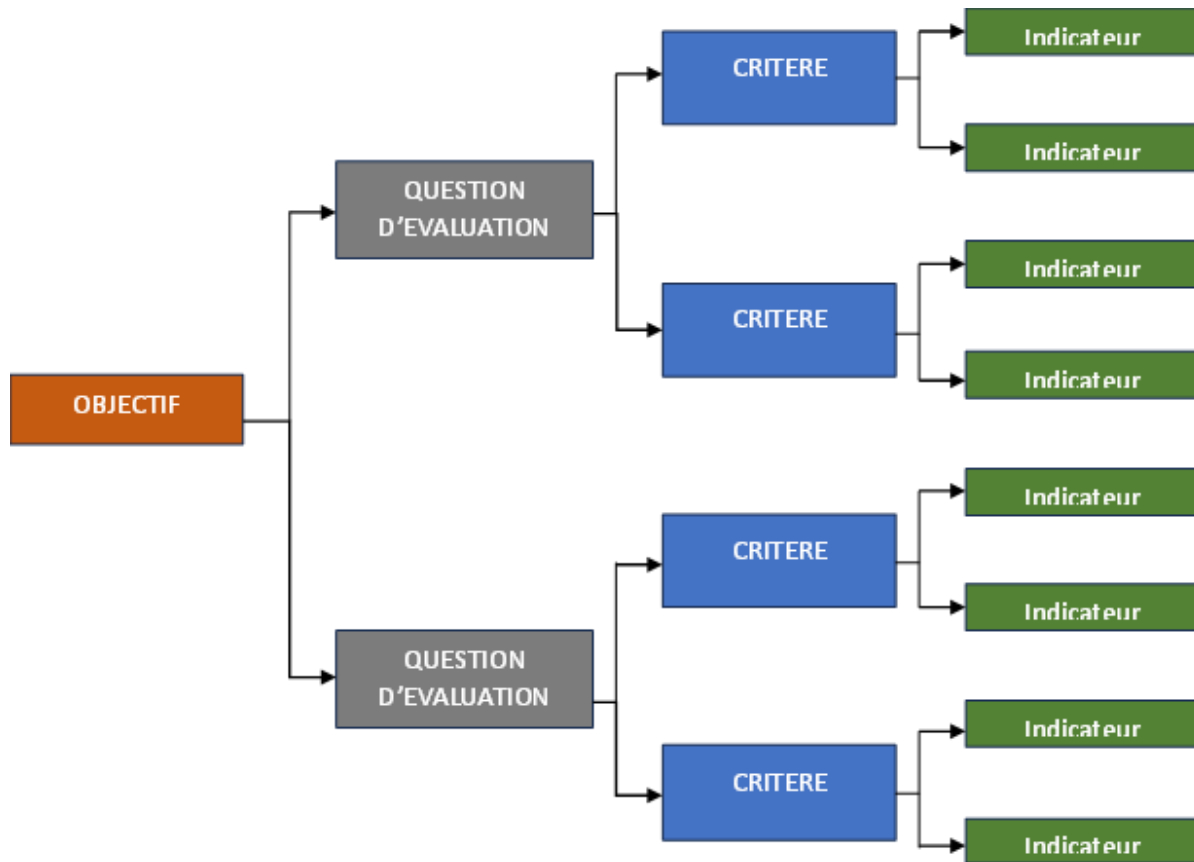 Indicateur
CRITERE
Indicateur
QUESTION
D'EVALUATION
Indicateur
CRITERE
Indicateur
OBJECTIF
Indicateur
CRITERE
Indicateur
QUESTION
D'EVALUATION
Indicateur
CRITERE
Indicateur